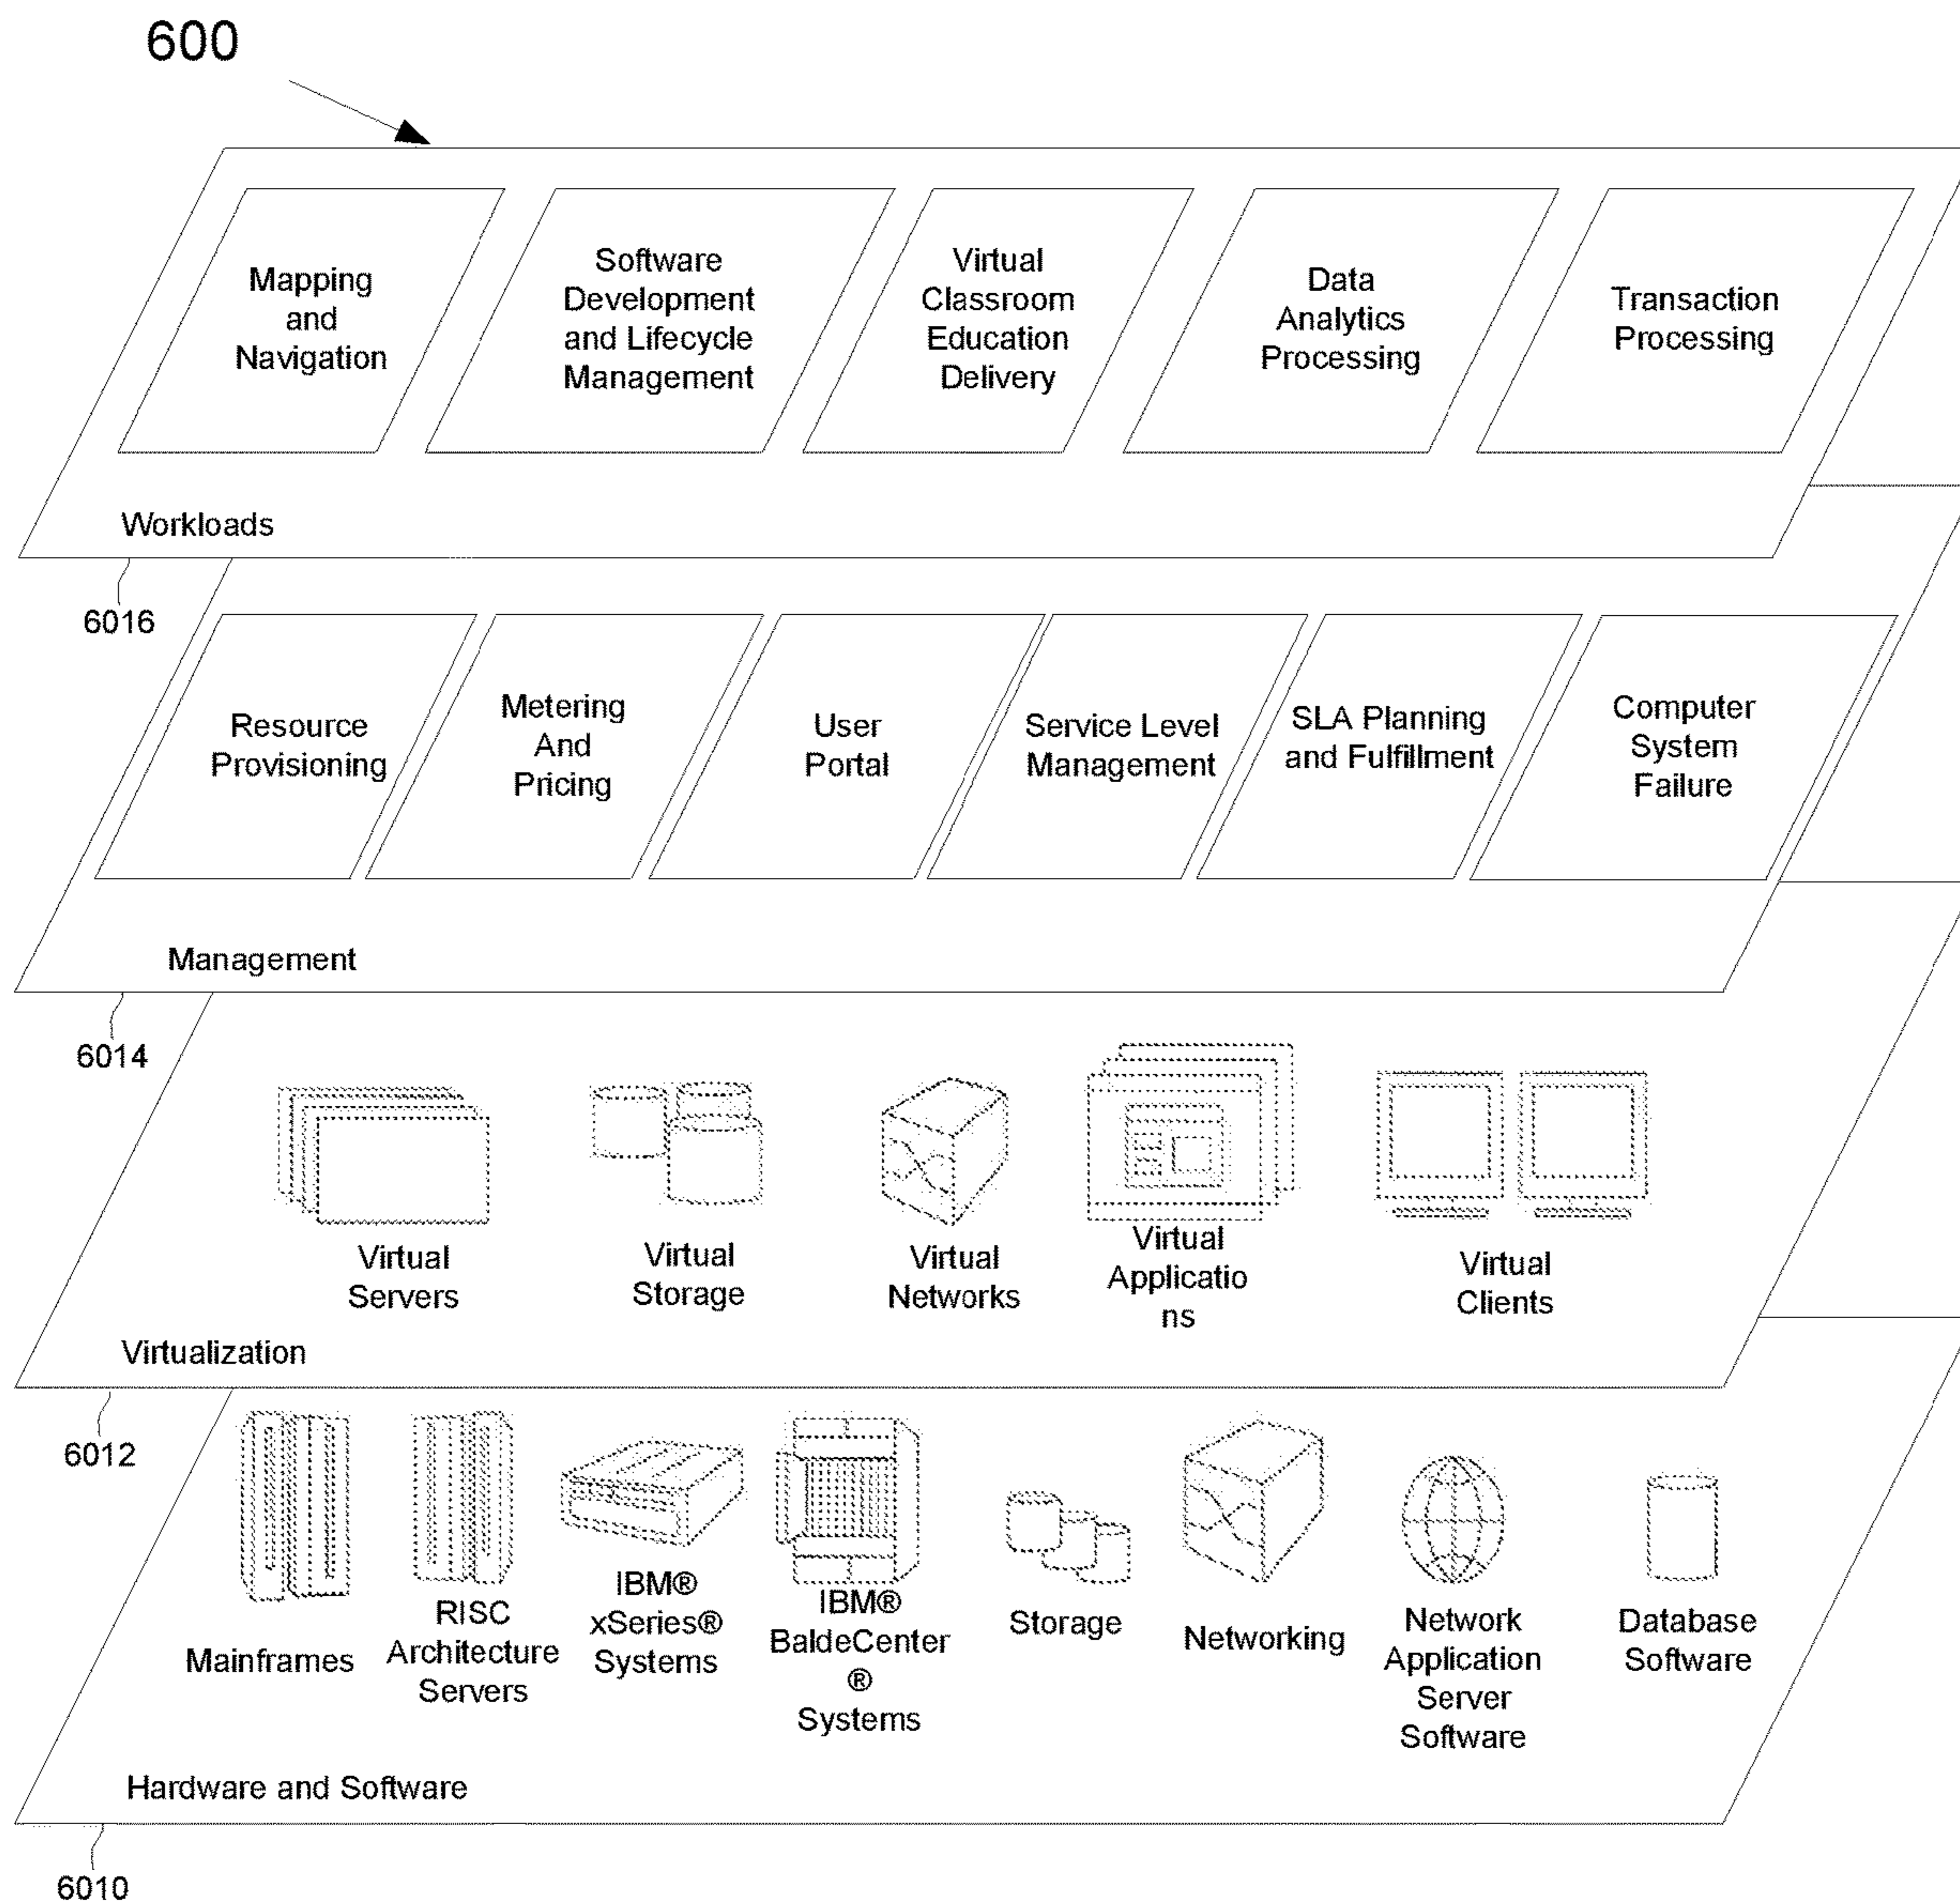 600
Mapping
and
Navigation
Software
Development
and Lifecycle
Management
Virtual
Classroom
Education
Delivery
Data
Analytics
Processing
Transaction
Processing
Workloads
6016
Resource
Provisioning
Metering
And
Pricing
User
Portal
Service Level
Management
SLA Planning
and Fulfillment
Computer
System
Failure
Management
6014
Virtual
Servers
Virtual
Storage
Virtual
Networks
Virtual
Applicatio
ns
Virtual
Clients
Virtualization
6012
Mainframes
RISC
Architecture
Servers
IBM®
xSeries®
Systems
IBM®
BaldeCenter
®
Systems
Storage
Networking
Network
Application
Server
Software
Database
Software
Hardware and Software
6010